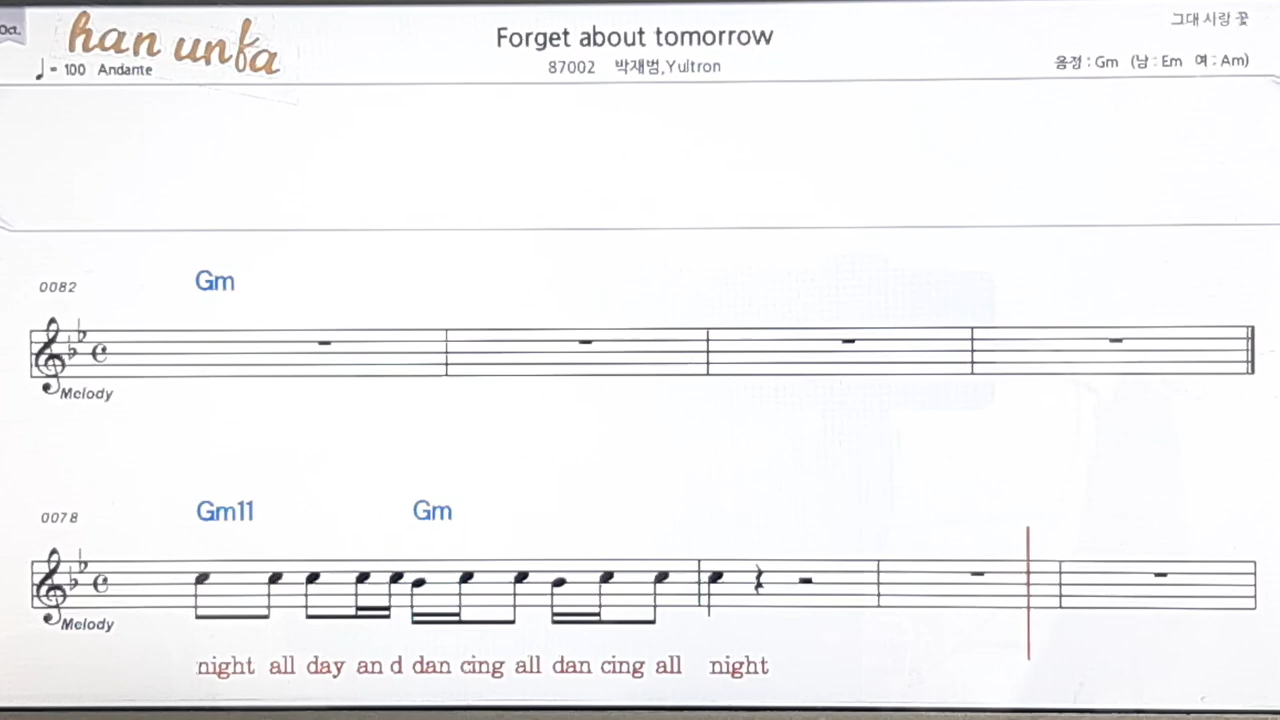 Oct.
han unfa
그대 사랑 꽃
Forget about tomorrow
♩= 100 Andante
87002 박재범,Yultron
음정 : Gm (남 : Em 여 : Am)
Gm
0082
Melody
Gm11 Gm
0078
Melody
night all day an d dan cing all dan cing all night